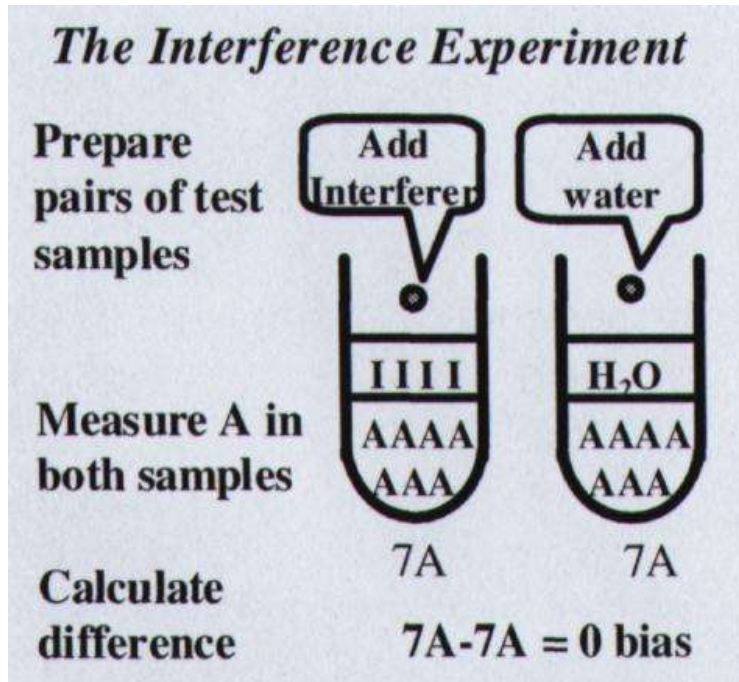 The Interference Experiment
Prepare
pairs of test
samples
Add
Interferer
Add
water
I I I I
H₂O
Measure A in
both samples
AAAA
AAA
AAAA
AAA
7A
7A
Calculate
difference
7A-7A = 0 bias